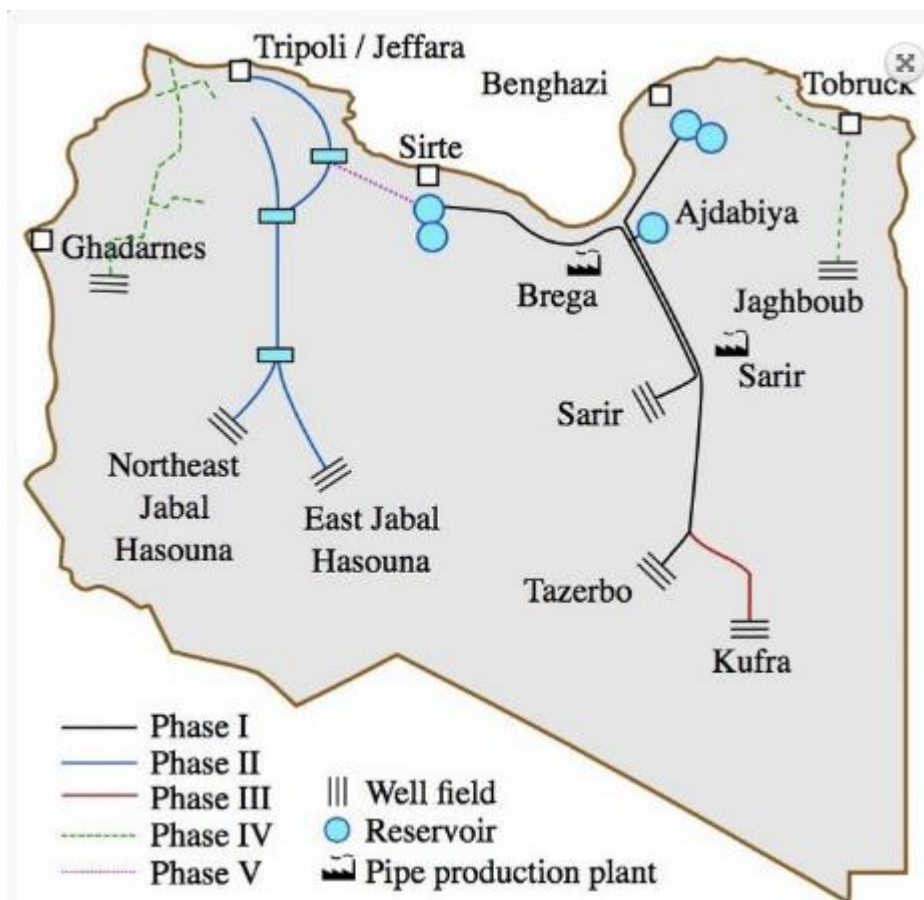 Tripoli / Jeffara
Benghazi
Tobruck
Sirte
Ghadarnes
Ajdabiya
Brega
Jaghboub
Sarir
Sarir
Northeast
Jabal
Hasouna
East Jabal
Hasouna
Tazerbo
Kufra
Phase I
Phase II
Phase III
Phase IV
Phase V
Well field
Reservoir
Pipe production plant